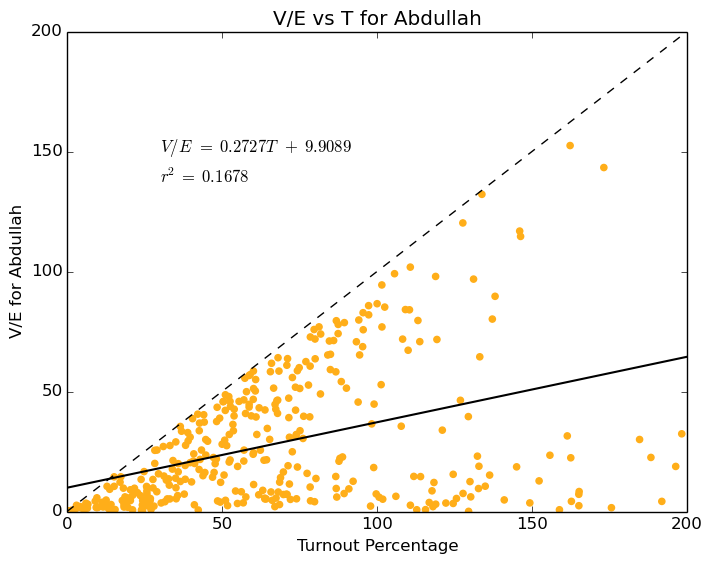 V/E vs T for Abdullah
200
150
100
50
0
V/E for Abdullah
V/E = 0.2727T + 9.9089
r² = 0.1678
0 50 100 150 200
Turnout Percentage